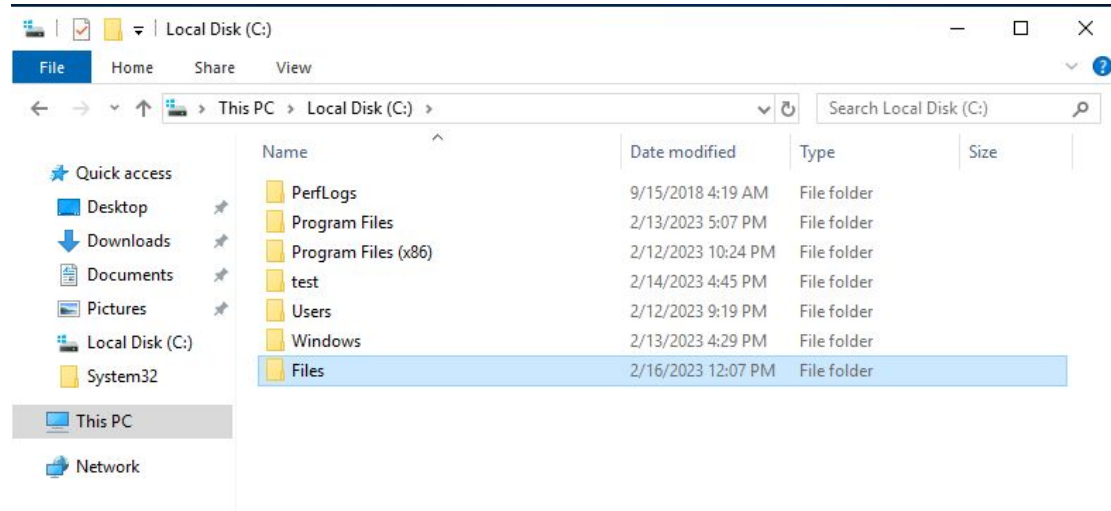 Local Disk (C:)
File Home Share View
This PC > Local Disk (C:) > Search Local Disk (C:)
Name Date modified Type Size
Quick access
Desktop
Downloads
Documents
Pictures
Local Disk (C:)
System32
This PC
Network
PerfLogs 9/15/2018 4:19 AM File folder
Program Files 2/13/2023 5:07 PM File folder
Program Files (x86) 2/12/2023 10:24 PM File folder
test 2/14/2023 4:45 PM File folder
Users 2/12/2023 9:19 PM File folder
Windows 2/13/2023 4:29 PM File folder
Files 2/16/2023 12:07 PM File folder